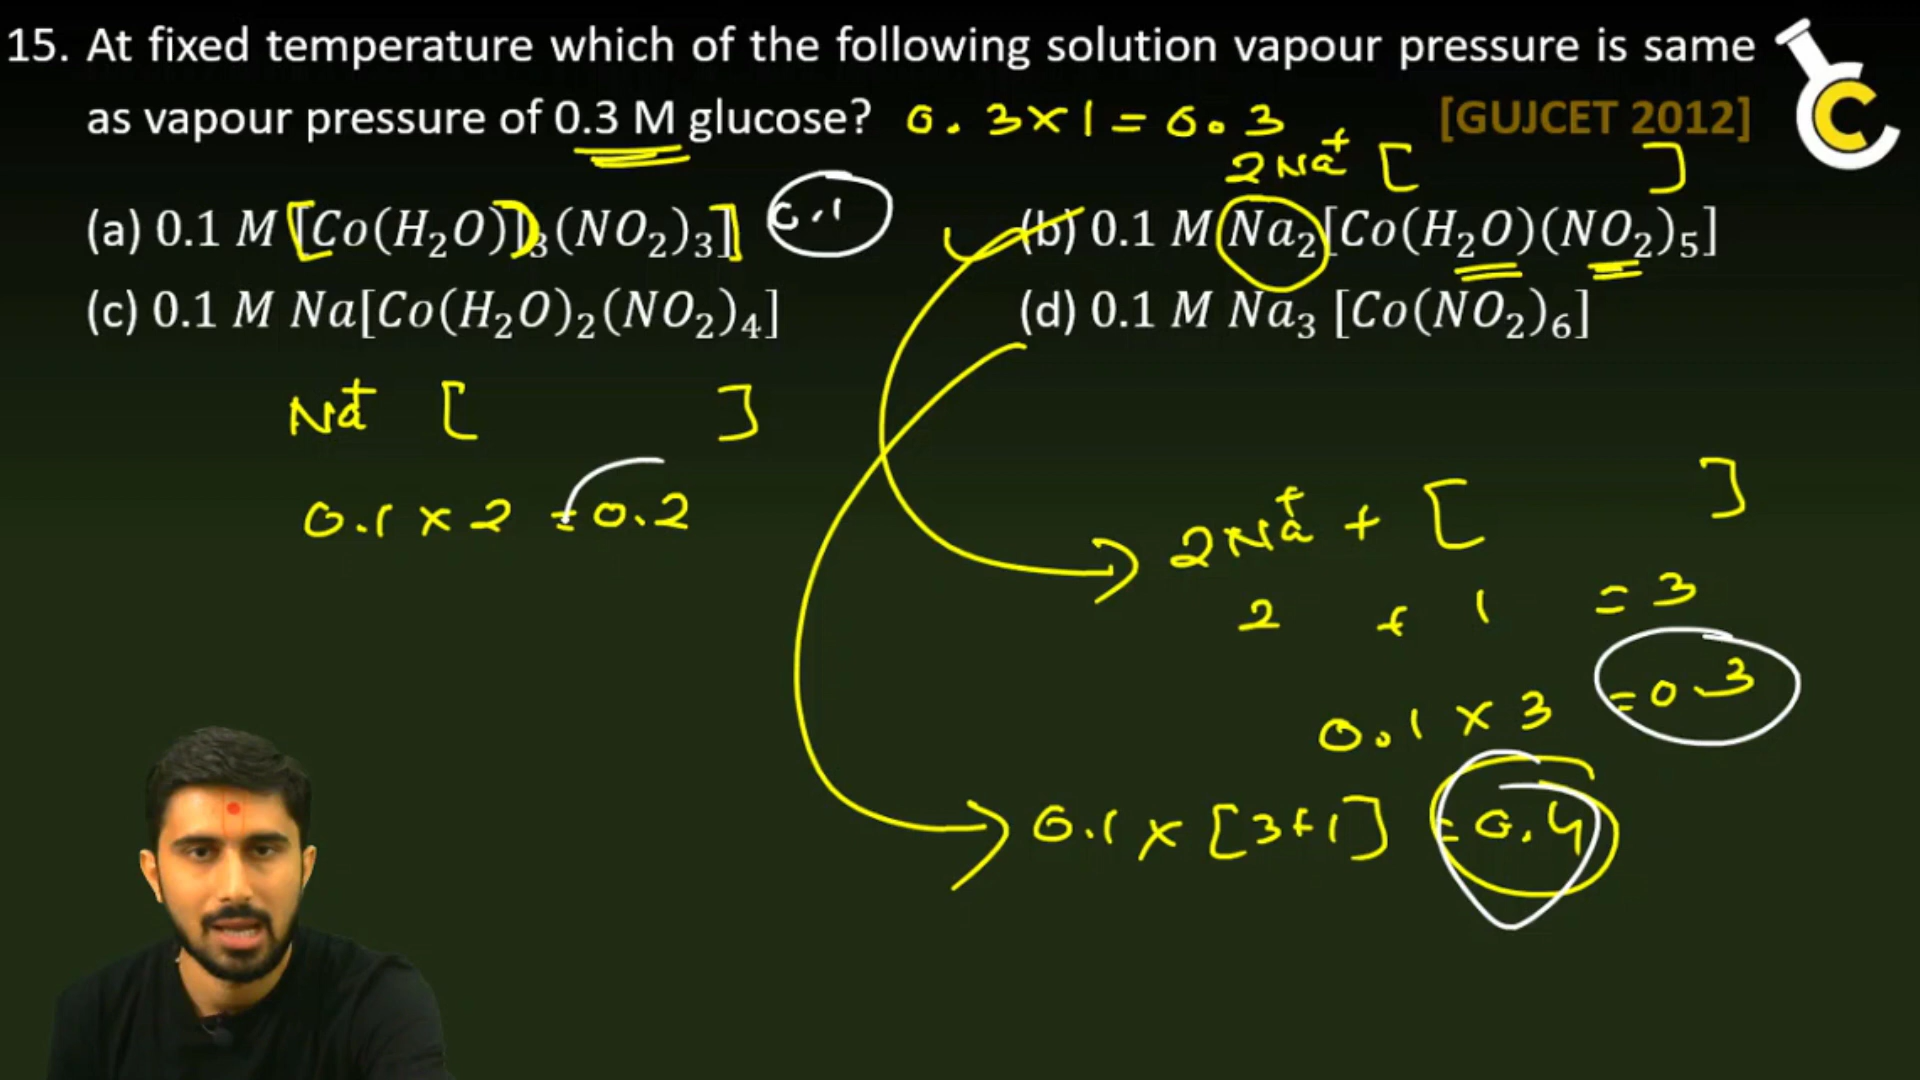 15. At fixed temperature which of the following solution vapour pressure is same
as vapour pressure of 0.3 M glucose? 0.3×1=0.3 [GUJCET 2012]
2Na⁺ [ ]
(a) 0.1 M [Co(H₂O)]₃(NO₂)₃] 0.1 (b) 0.1 M Na₂[Co(H₂O)(NO₂)₅]
(c) 0.1 M Na[Co(H₂O)₂(NO₂)₄] (d) 0.1 M Na₃ [Co(NO₂)₆]
Na⁺ [ ]
0.1 × 2 = 0.2
2Na⁺ + [ ]
2 + 1 = 3
0.1 × 3 = 0.3
0.1 × [3+1] = 0.4
C